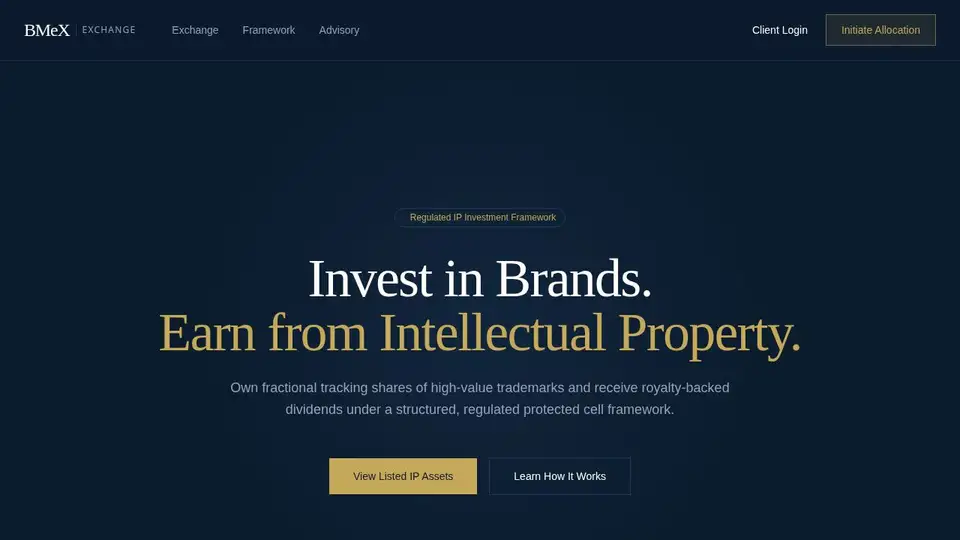 BMeX EXCHANGE Exchange Framework Advisory Client Login Initiate Allocation
Regulated IP Investment Framework
Invest in Brands.
Earn from Intellectual Property.
Own fractional tracking shares of high-value trademarks and receive royalty-backed
dividends under a structured, regulated protected cell framework.
View Listed IP Assets Learn How It Works